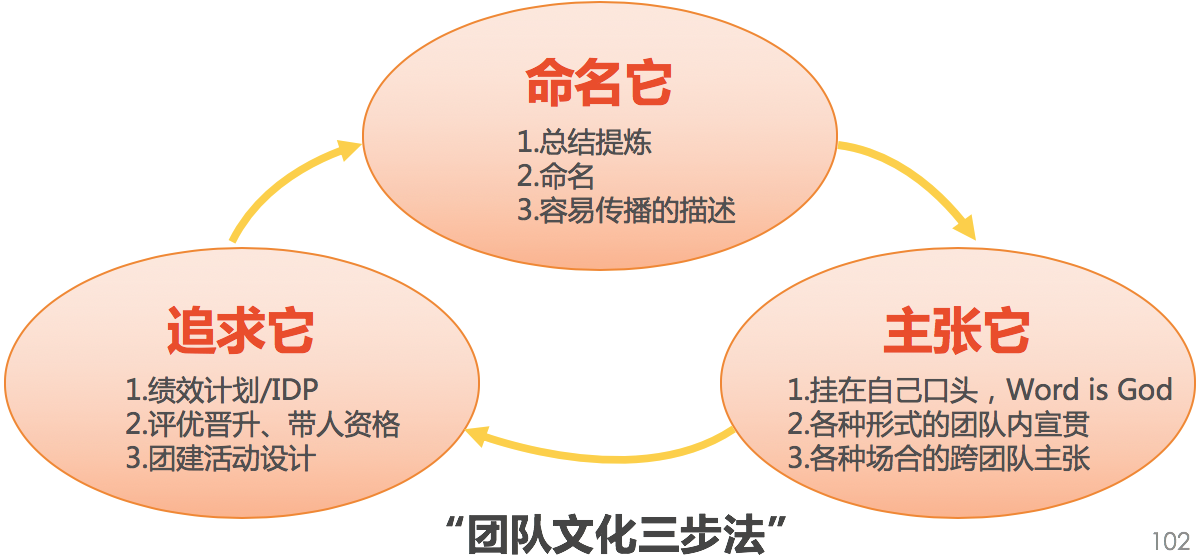 命名它
1.总结提炼
2.命名
3.容易传播的描述
追求它
1.绩效计划/IDP
2.评优晋升、带人资格
3.团建活动设计
主张它
1.挂在自己口头，Word is God
2.各种形式的团队内宣贯
3.各种场合的跨团队主张
“团队文化三步法”
102